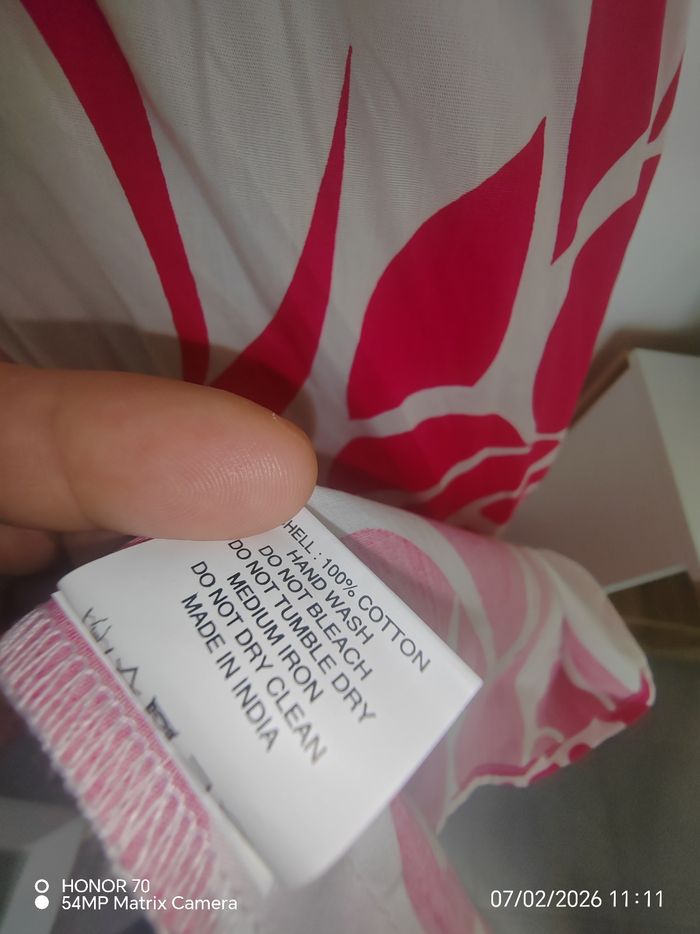 HELL : 100% COTTON
HAND WASH
DO NOT BLEACH
DO NOT TUMBLE DRY
MEDIUM IRON
DO NOT DRY CLEAN
MADE IN INDIA
HONOR 70
54MP Matrix Camera
07/02/2026 11:11